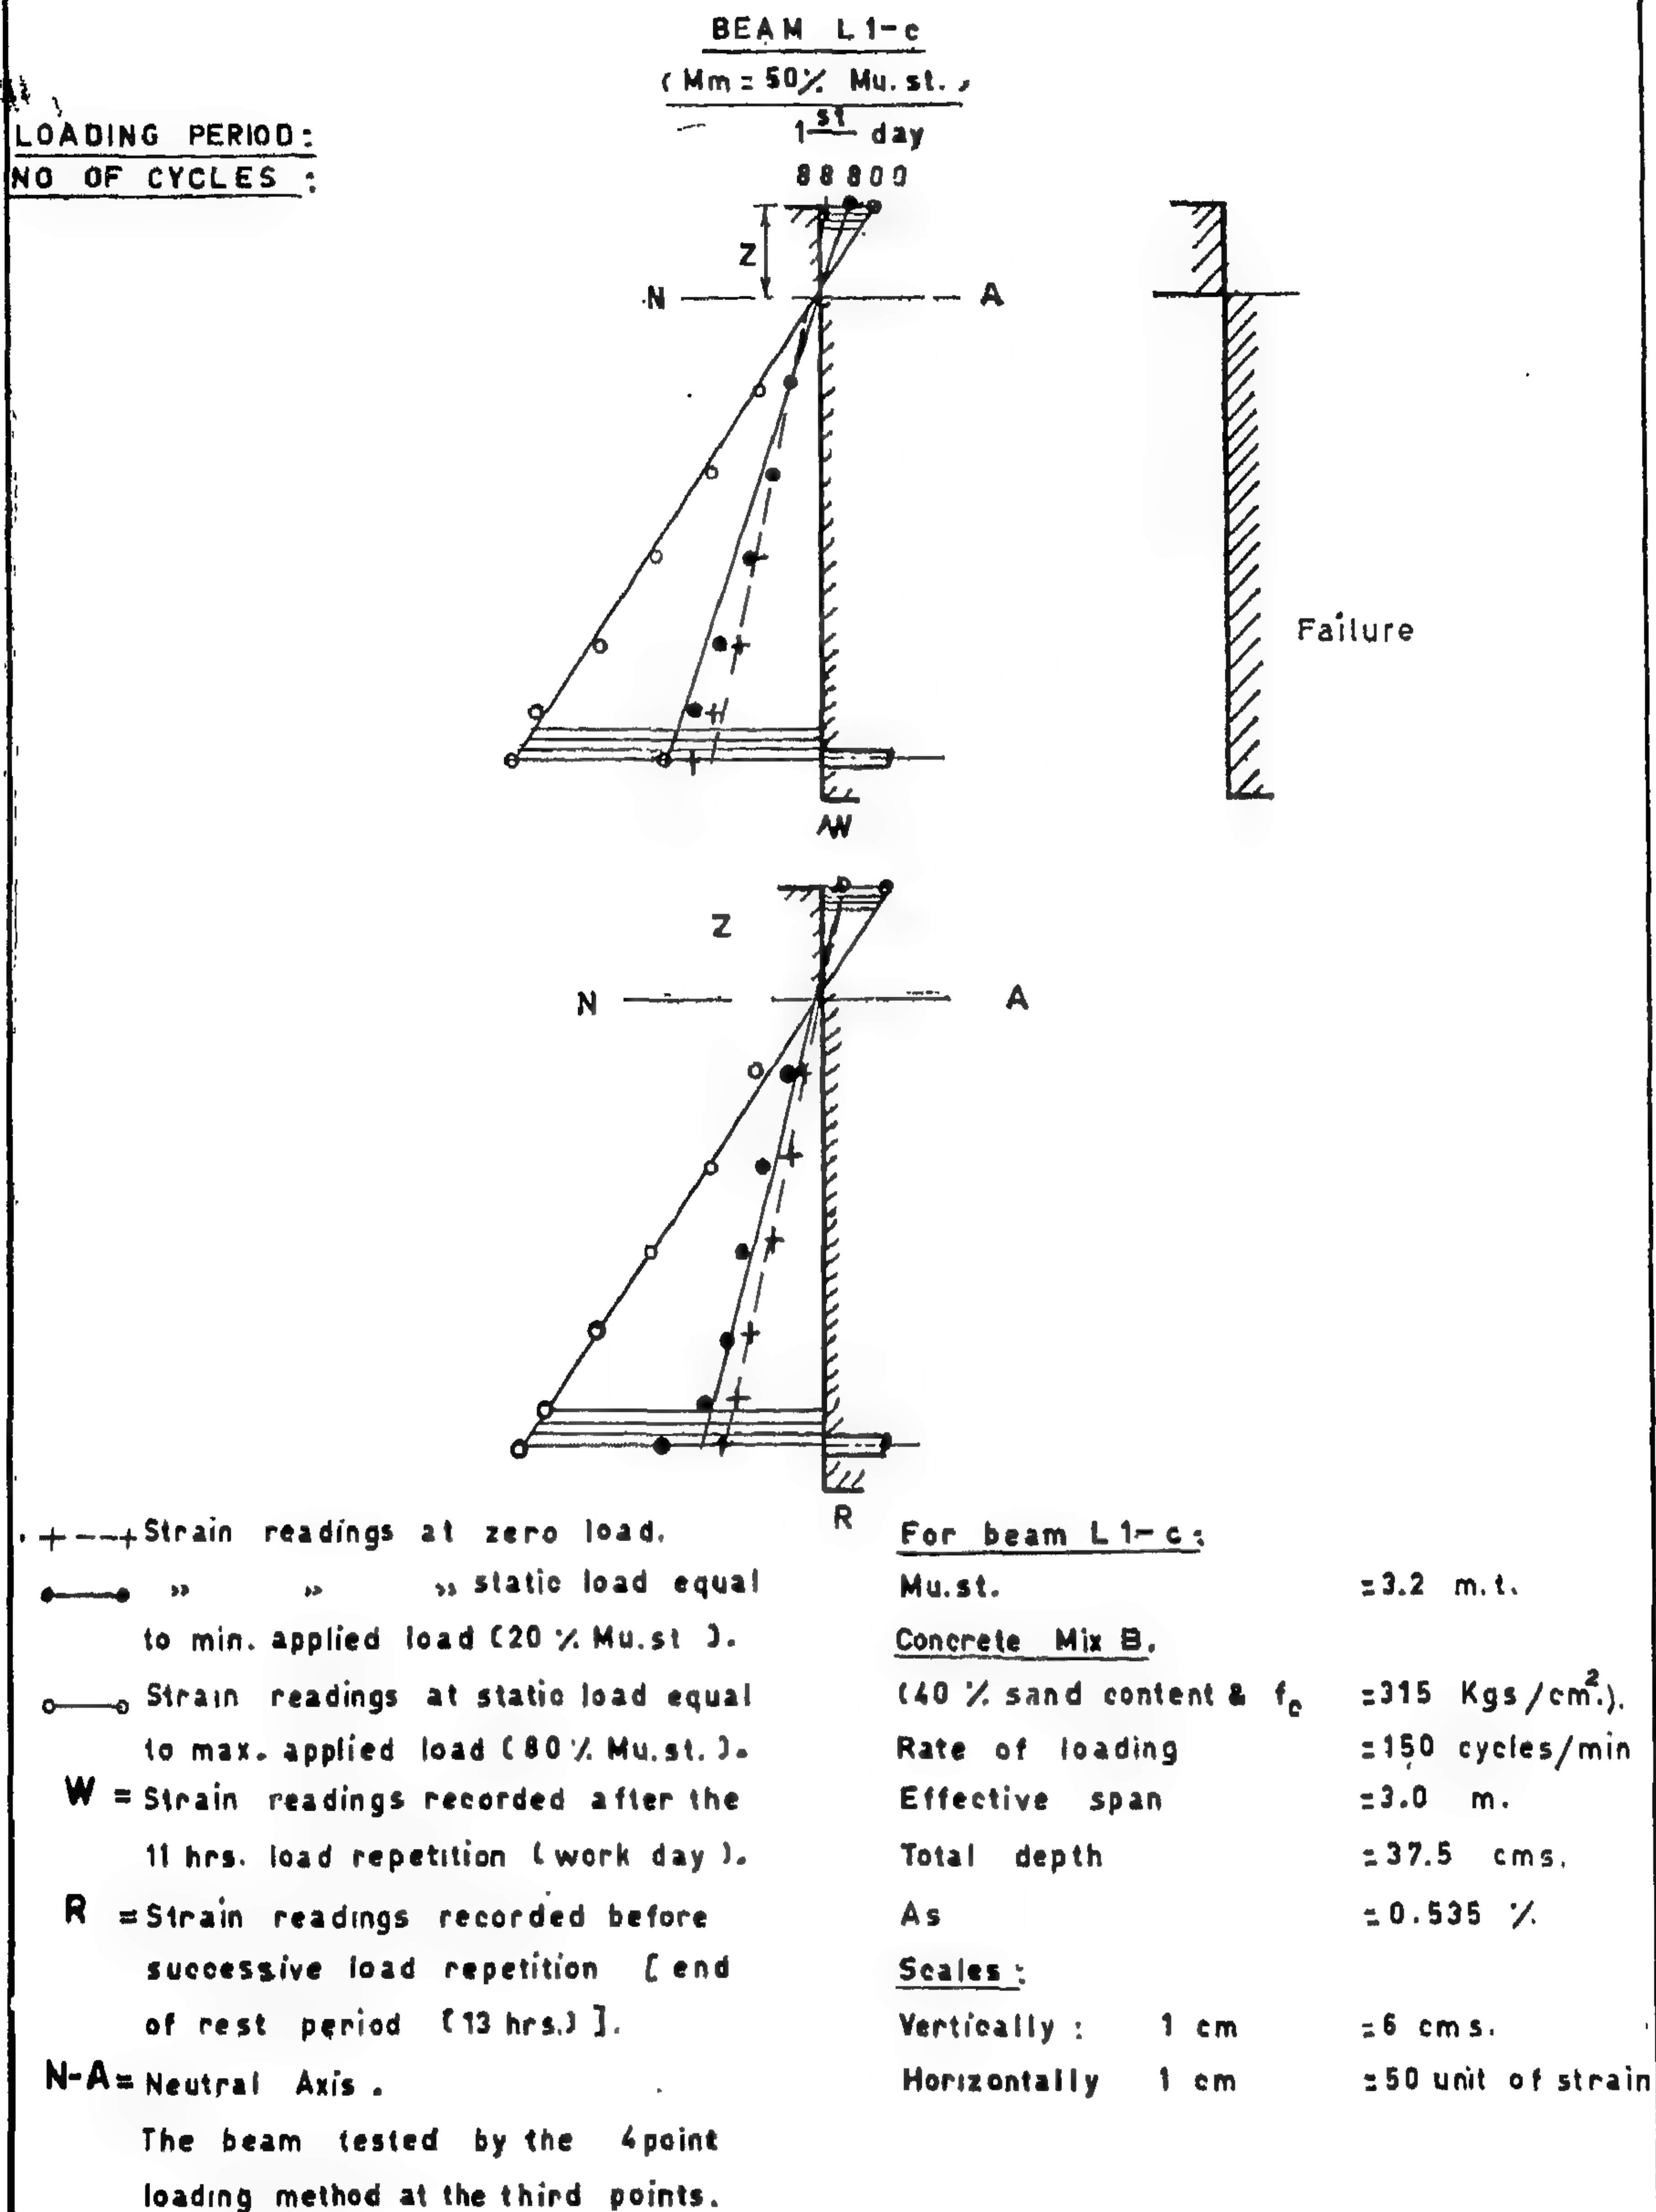 BEAM L1-c
(Mm = 50% Mu.st.)
1st day
LOADING PERIOD:
NO OF CYCLES :
88800
Z
N
A
Failure
W
Z
N
A
R
+---+ Strain readings at zero load.
,, ,, ,, static load equal
to min. applied load (20 % Mu.st ).
Strain readings at static load equal
to max. applied load (80 % Mu.st.).
W = Strain readings recorded after the
11 hrs. load repetition (work day).
R = Strain readings recorded before
successive load repetition [end
of rest period (13 hrs.)].
N-A = Neutral Axis.
The beam tested by the 4point
loading method at the third points.
For beam L1-c:
Mu.st. =3.2 m.t.
Concrete Mix B.
(40 % sand content & fc =315 Kgs/cm².).
Rate of loading =150 cycles/min
Effective span =3.0 m.
Total depth =37.5 cms.
As =0.535 %
Scales:
Vertically: 1 cm =6 cms.
Horizontally 1 cm =50 unit of strain